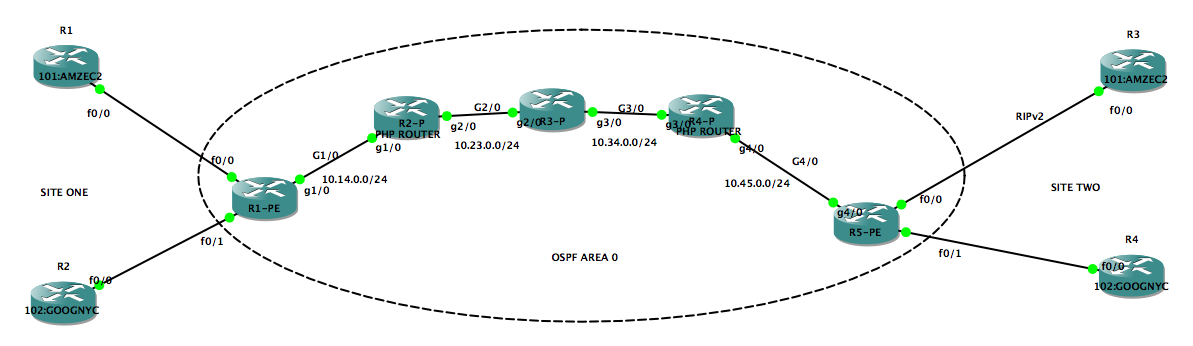 R1
101:AMZEC2
f0/0
R3
101:AMZEC2
f0/0
RIPv2
G2/0
G3/0
R2-P
PHP ROUTER
g2/0
g2/0
R3-P
g3/0
g3/0
R4-P
PHP ROUTER
g1/0
10.23.0.0/24
10.34.0.0/24
g4/0
G1/0
G4/0
f0/0
10.14.0.0/24
10.45.0.0/24
g1/0
SITE ONE
SITE TWO
R1-PE
f0/0
g4/0
R5-PE
f0/1
f0/1
R4
OSPF AREA 0
R2
f0/0
102:GOOGNYC
f0/0
102:GOOGNYC